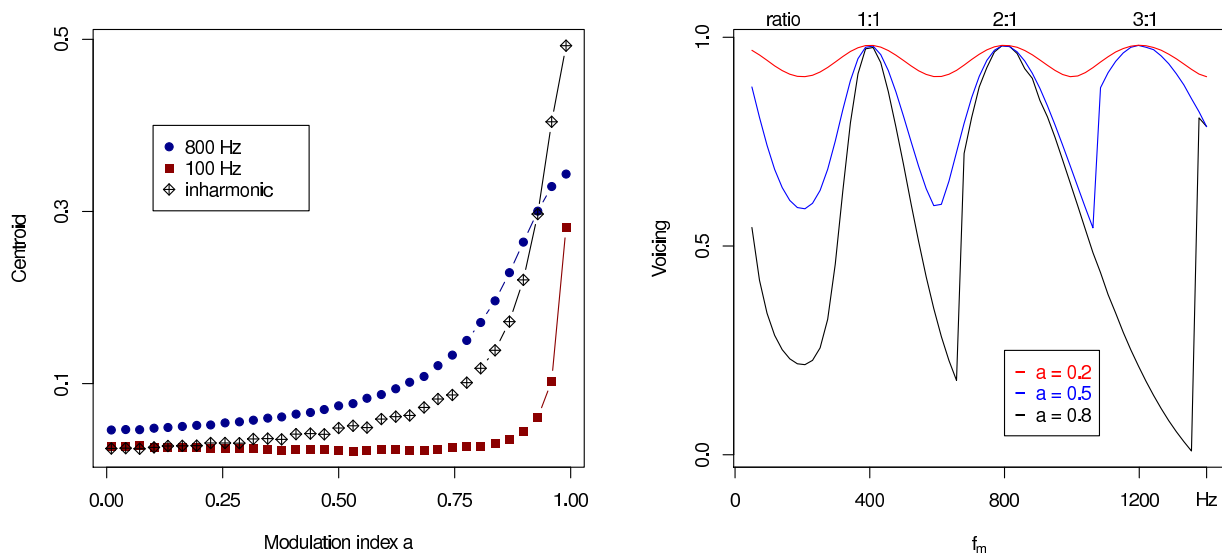 0.5
0.3
0.1
Centroid
800 Hz
100 Hz
inharmonic
0.00 0.25 0.50 0.75 1.00
Modulation index a
ratio 1:1 2:1 3:1
1.0
0.5
0.0
Voicing
a = 0.2
a = 0.5
a = 0.8
0 400 800 1200 Hz
f_m